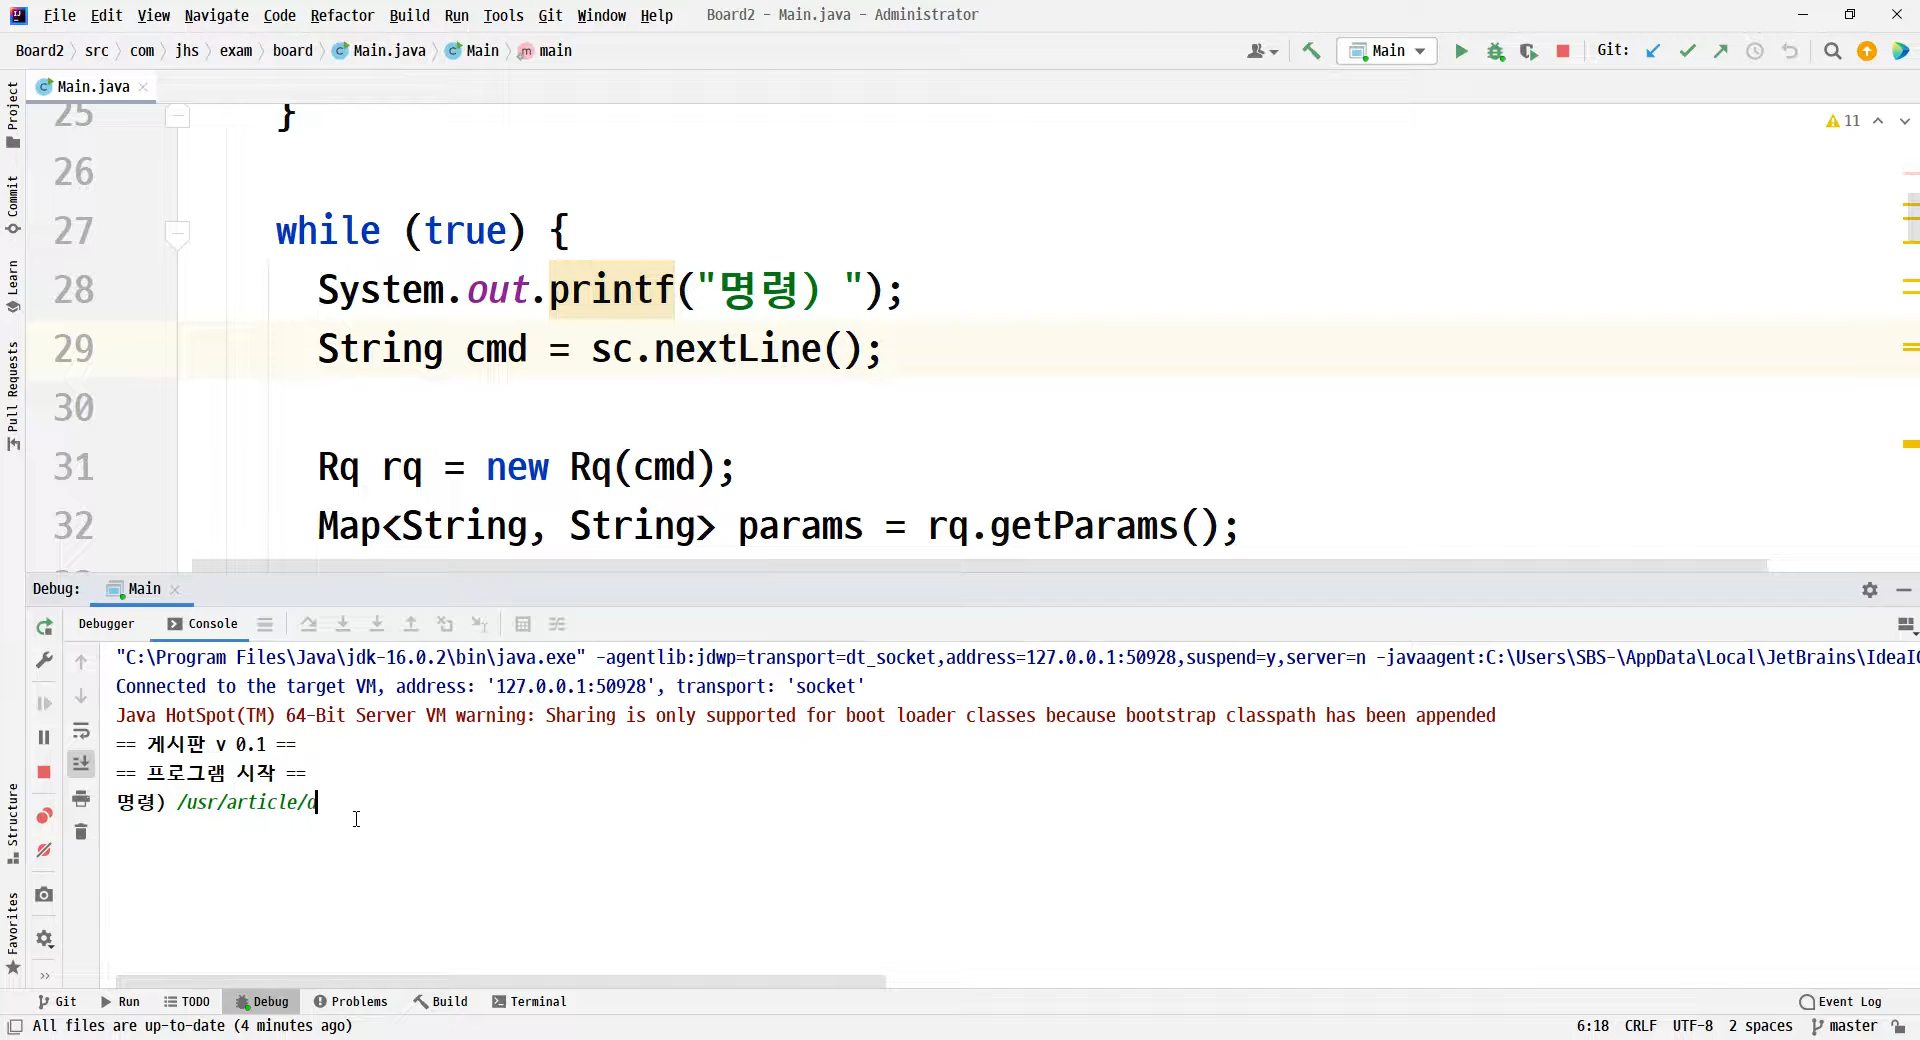 File Edit View Navigate Code Refactor Build Run Tools Git Window Help Board2 - Main.java - Administrator
Board2 src com jhs exam board Main.java Main main
Main Git:
Main.java
Project
Commit
Learn
Pull Requests
Structure
Favorites
25 }
11
26
27 while (true) {
28 System.out.printf("명령) ");
29 String cmd = sc.nextLine();
30
31 Rq rq = new Rq(cmd);
32 Map<String, String> params = rq.getParams();
Debug: Main
Debugger Console
"C:\Program Files\Java\jdk-16.0.2\bin\java.exe" -agentlib:jdwp=transport=dt_socket,address=127.0.0.1:50928,suspend=y,server=n -javaagent:C:\Users\SBS-\AppData\Local\JetBrains\IdeaIC
Connected to the target VM, address: '127.0.0.1:50928', transport: 'socket'
Java HotSpot(TM) 64-Bit Server VM warning: Sharing is only supported for boot loader classes because bootstrap classpath has been appended
== 게시판 v 0.1 ==
== 프로그램 시작 ==
명령) /usr/article/d
Git Run TODO Debug Problems Build Terminal Event Log
All files are up-to-date (4 minutes ago) 6:18 CRLF UTF-8 2 spaces master